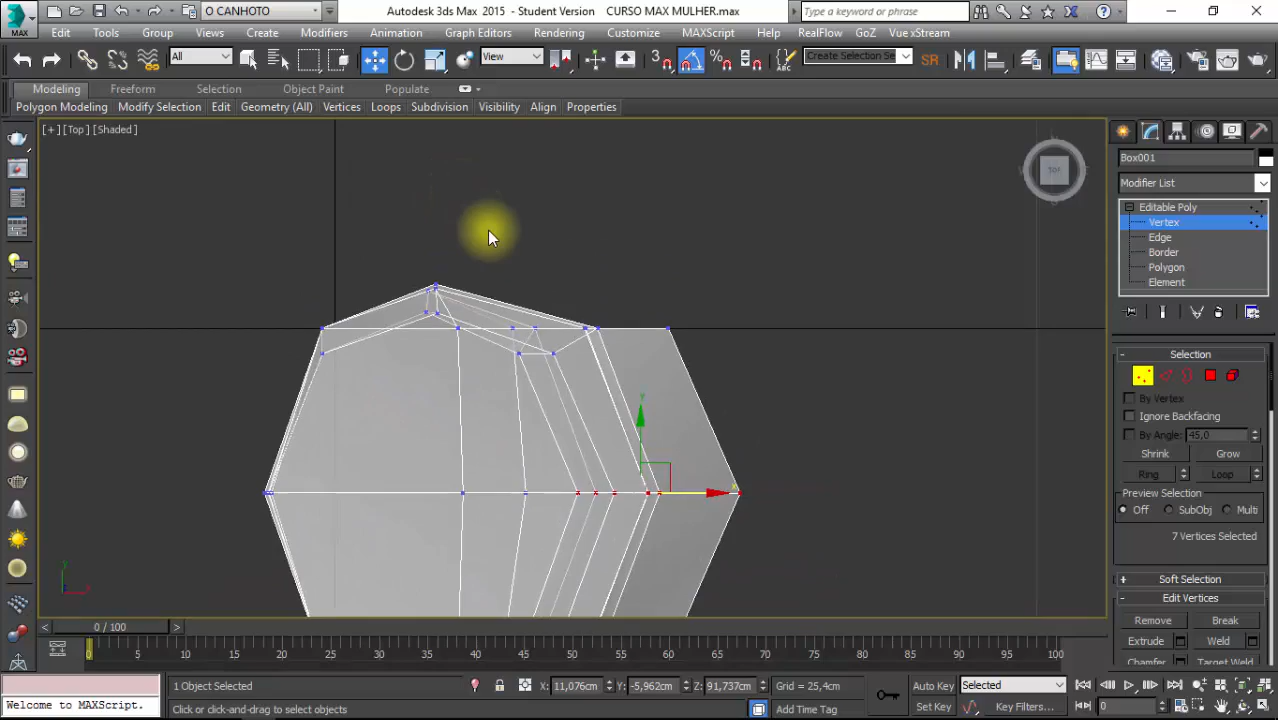 O CANHOTO
Autodesk 3ds Max 2015 - Student Version CURSO MAX MULHER.max
Type a keyword or phrase
MAX
Edit Tools Group Views Create Modifiers Animation Graph Editors Rendering Customize MAXScript Help RealFlow GoZ Vue xStream
All
View
3
Create Selection Se
SR
Modeling Freeform Selection Object Paint Populate
Polygon Modeling Modify Selection Edit Geometry (All) Vertices Loops Subdivision Visibility Align Properties
[+] [Top] [Shaded]
TOP
Box001
Modifier List
Editable Poly
Vertex
Edge
Border
Polygon
Element
Selection
By Vertex
Ignore Backfacing
By Angle: 45,0
Shrink Grow
Ring Loop
Preview Selection
Off SubObj Multi
7 Vertices Selected
Soft Selection
Edit Vertices
Remove Break
Extrude Weld
Chamfer Target Weld
y
x
y
x
0 / 100
0 5 10 15 20 25 30 35 40 45 50 55 60 65 70 75 80 85 90 95 100
1 Object Selected
X: 11,076cm Y: -5,962cm Z: 91,737cm Grid = 25,4cm
Auto Key Selected
Welcome to MAXScript.
Click or click-and-drag to select objects
Add Time Tag
Set Key Key Filters... 0